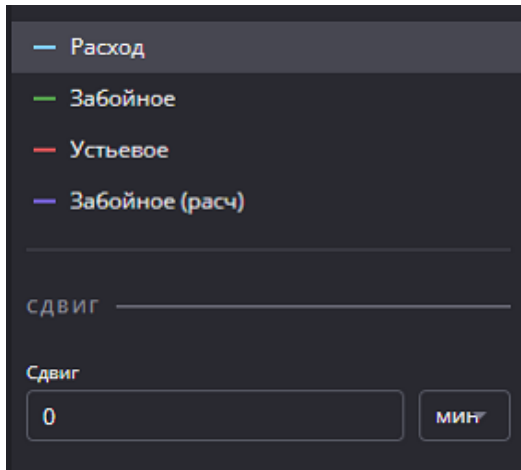 Расход
Забойное
Устьевое
Забойное (расч)
СДВИГ
Сдвиг
0 мин